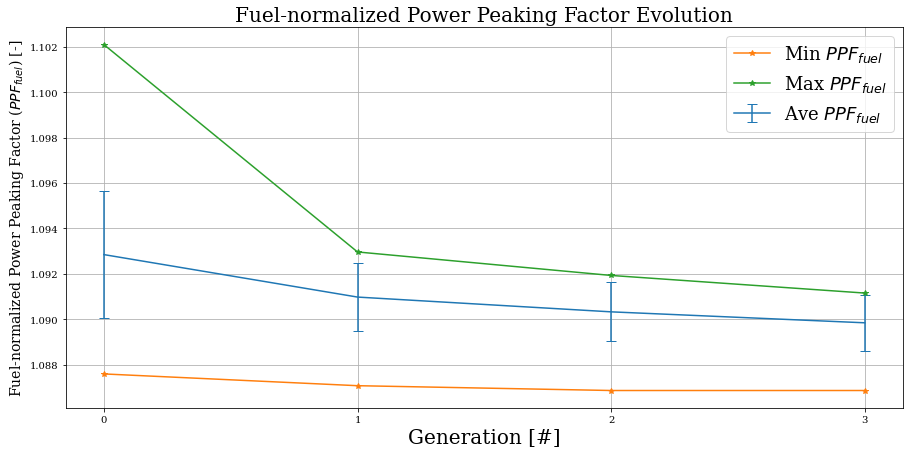 Fuel-normalized Power Peaking Factor Evolution
Fuel-normalized Power Peaking Factor (PPF_fuel) [-]
1.102
1.100
1.098
1.096
1.094
1.092
1.090
1.088
Min PPF_fuel
Max PPF_fuel
Ave PPF_fuel
0 1 2 3
Generation [#]